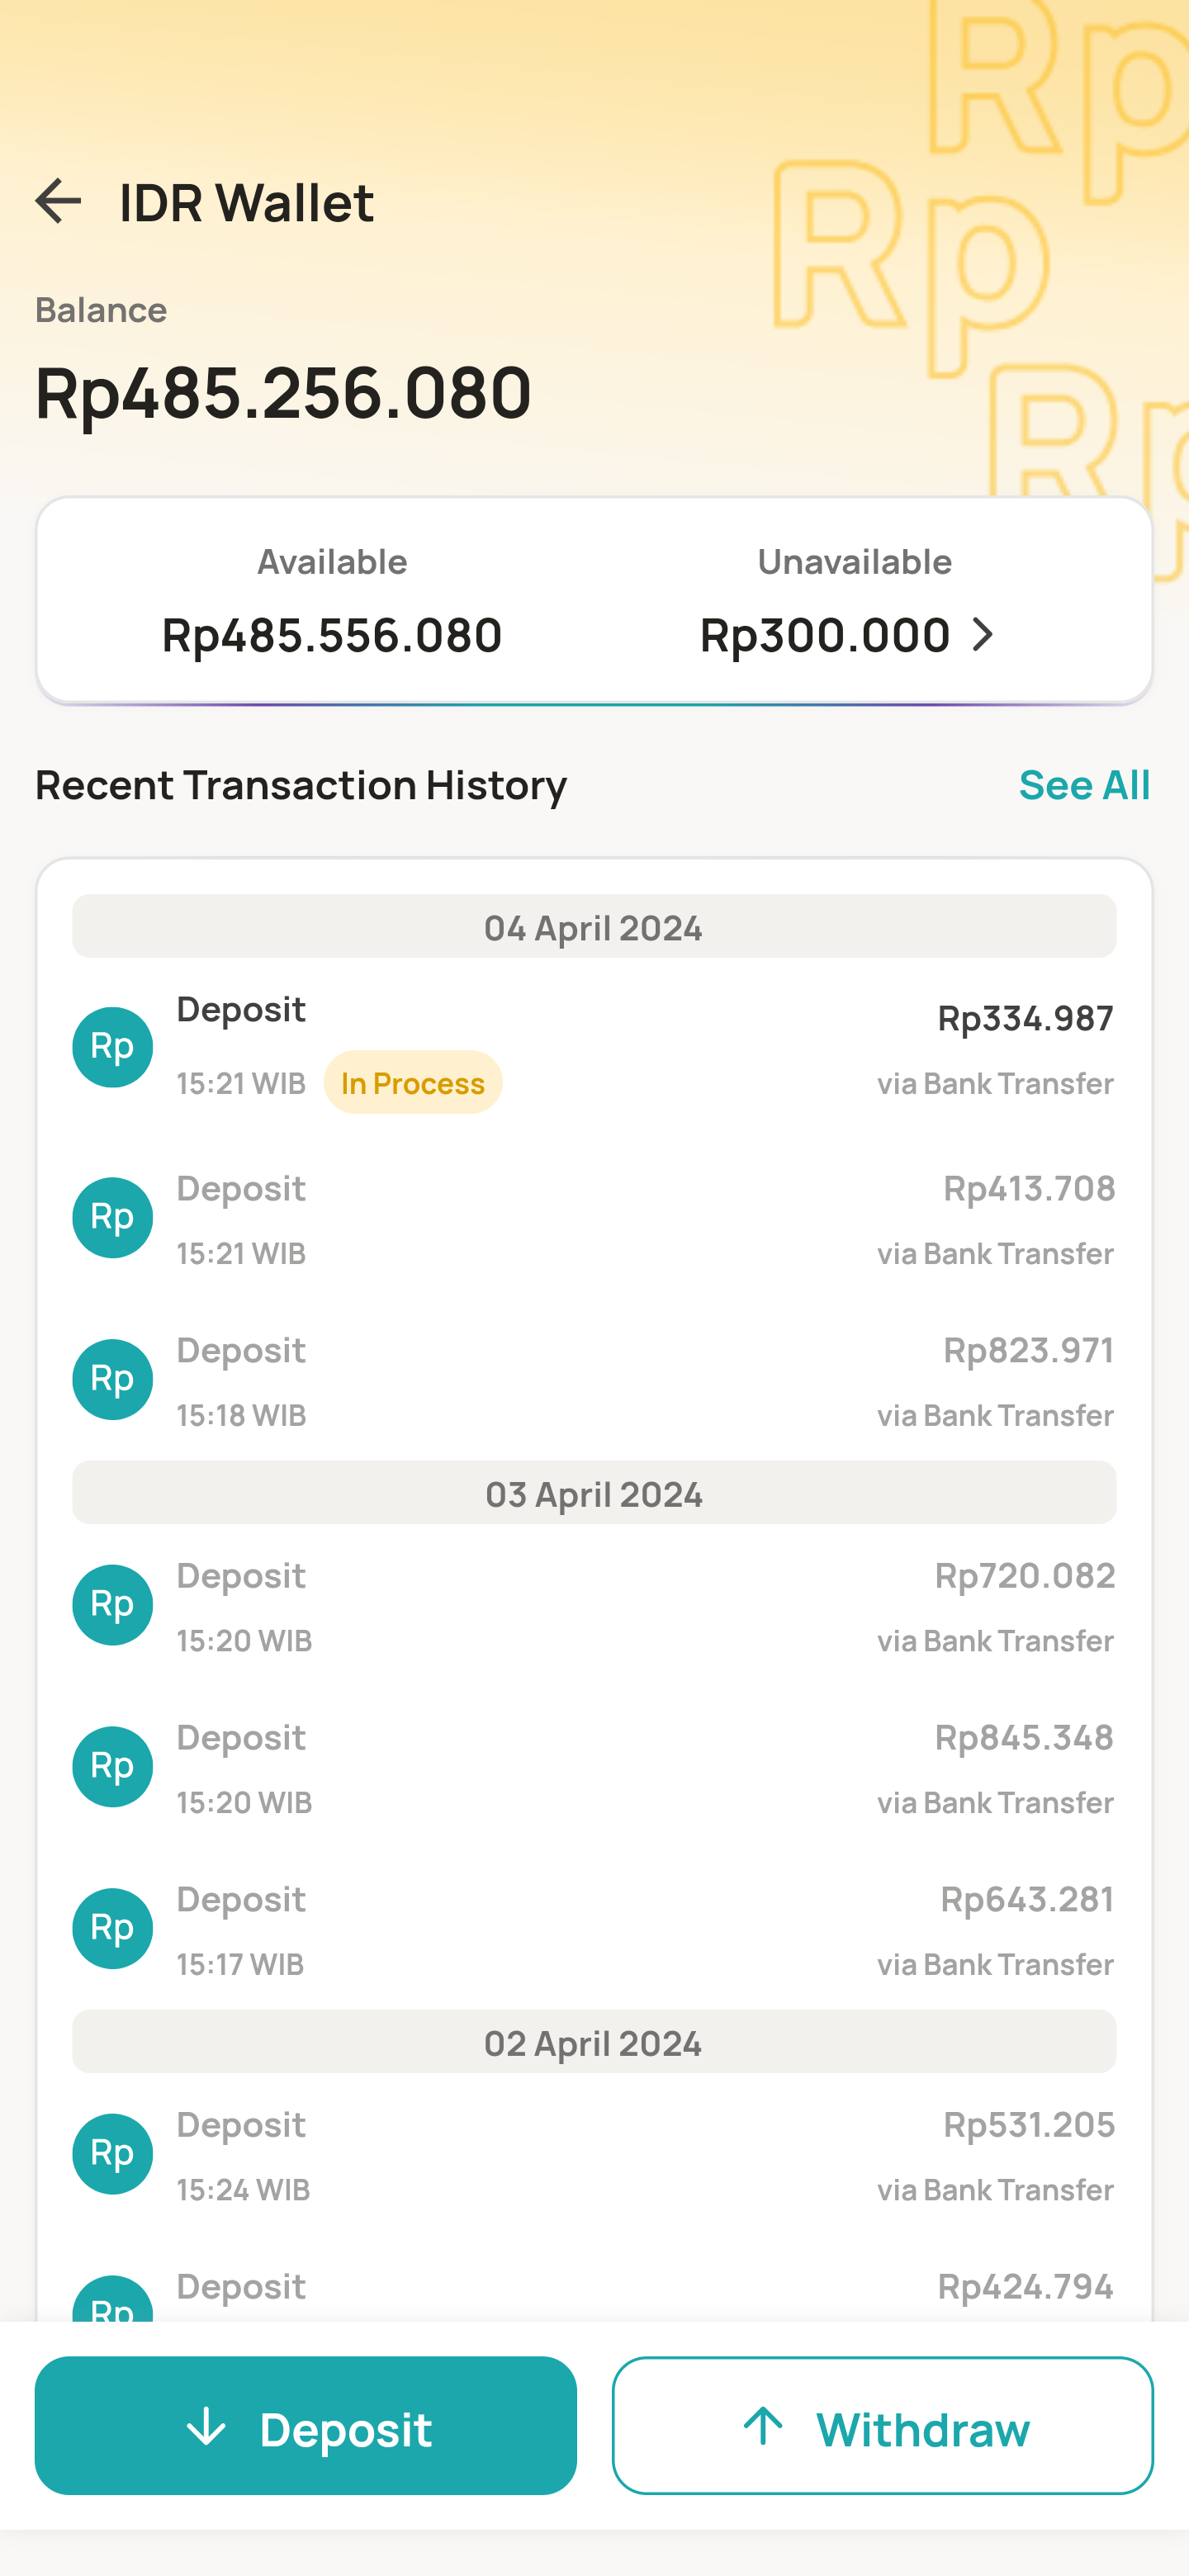 Rp
IDR Wallet
Rp
Balance
Rp485.256.080
Rp
Available Unavailable
Rp485.556.080 Rp300.000
Recent Transaction History See All
04 April 2024
Rp Deposit Rp334.987
15:21 WIB In Process via Bank Transfer
Rp Deposit Rp413.708
15:21 WIB via Bank Transfer
Rp Deposit Rp823.971
15:18 WIB via Bank Transfer
03 April 2024
Rp Deposit Rp720.082
15:20 WIB via Bank Transfer
Rp Deposit Rp845.348
15:20 WIB via Bank Transfer
Rp Deposit Rp643.281
15:17 WIB via Bank Transfer
02 April 2024
Rp Deposit Rp531.205
15:24 WIB via Bank Transfer
Rp Deposit Rp424.794
Deposit Withdraw